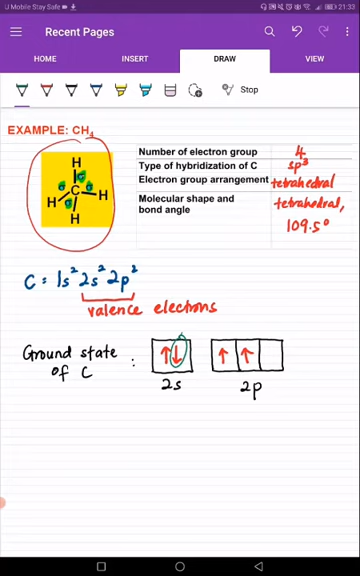 U Mobile Stay Safe
21:33
Recent Pages
HOME INSERT DRAW VIEW
Stop
EXAMPLE: CH₄
H
σ σ
H C H
σ σ
H
Number of electron group 4
Type of hybridization of C sp³
Electron group arrangement tetrahedral
Molecular shape and bond angle tetrahedral,
109.5°
C = 1s² 2s² 2p²
valence electrons
Ground state
of C :
2s 2p